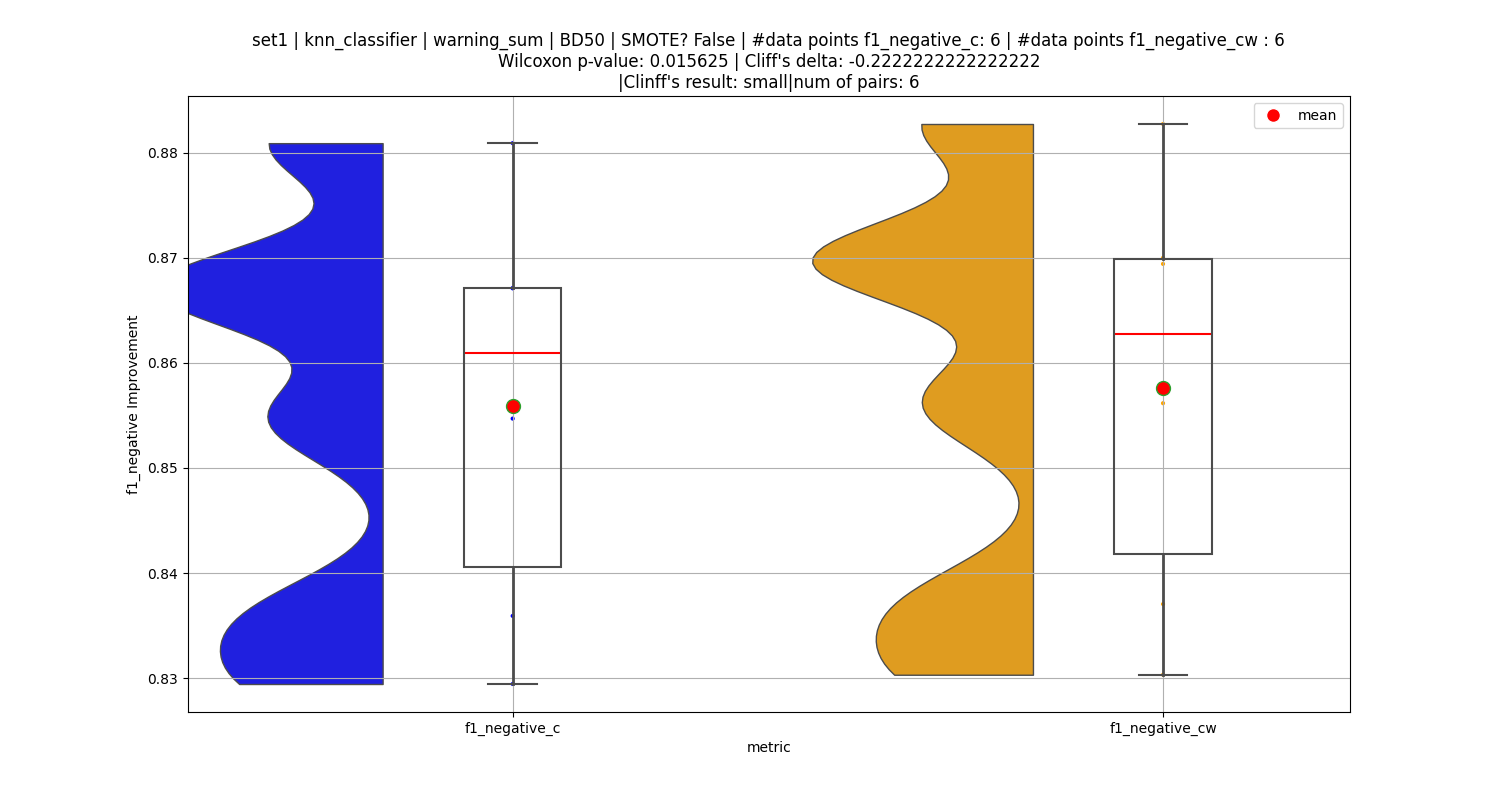 set1 | knn_classifier | warning_sum | BD50 | SMOTE? False | #data points f1_negative_c: 6 | #data points f1_negative_cw : 6
Wilcoxon p-value: 0.015625 | Cliff's delta: -0.2222222222222222
|Clinff's result: small|num of pairs: 6
mean
0.88
0.87
0.86
0.85
0.84
0.83
f1_negative Improvement
f1_negative_c
f1_negative_cw
metric